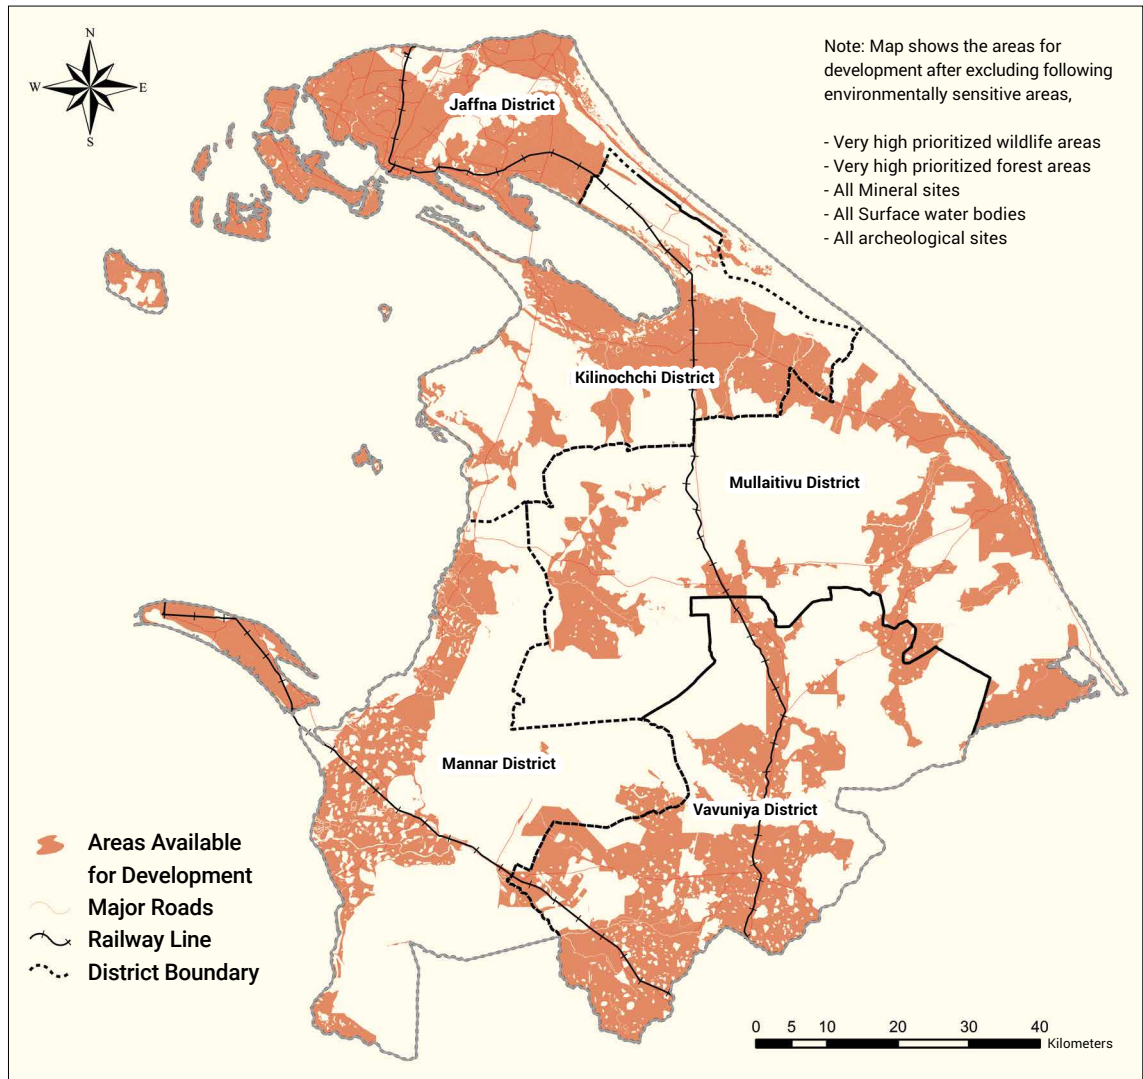 N
W
E
S
Note: Map shows the areas for
development after excluding following
environmentally sensitive areas,
- Very high prioritized wildlife areas
- Very high prioritized forest areas
- All Mineral sites
- All Surface water bodies
- All archeological sites
Jaffna District
Kilinochchi District
Mullaitivu District
Mannar District
Vavuniya District
Areas Available
for Development
Major Roads
Railway Line
District Boundary
0 5 10 20 30 40
Kilometers